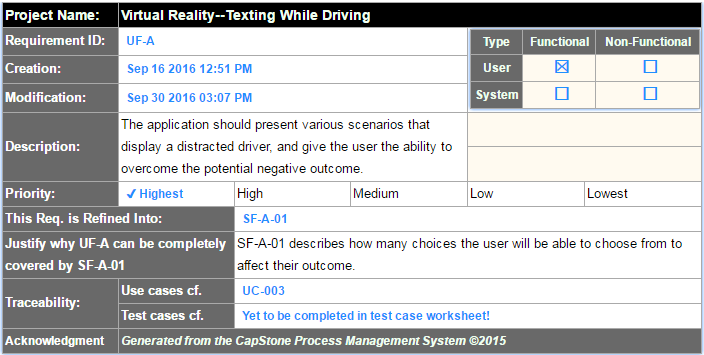 Project Name: Virtual Reality--Texting While Driving
Requirement ID: UF-A
Type Functional Non-Functional
Creation: Sep 16 2016 12:51 PM
User ☒ ☐
Modification: Sep 30 2016 03:07 PM
System ☐ ☐
Description: The application should present various scenarios that
display a distracted driver, and give the user the ability to
overcome the potential negative outcome.
Priority: ✔ Highest High Medium Low Lowest
This Req. is Refined Into: SF-A-01
Justify why UF-A can be completely
covered by SF-A-01
SF-A-01 describes how many choices the user will be able to choose from to
affect their outcome.
Traceability: Use cases cf. UC-003
Test cases cf. Yet to be completed in test case worksheet!
Acknowledgment Generated from the CapStone Process Management System ©2015